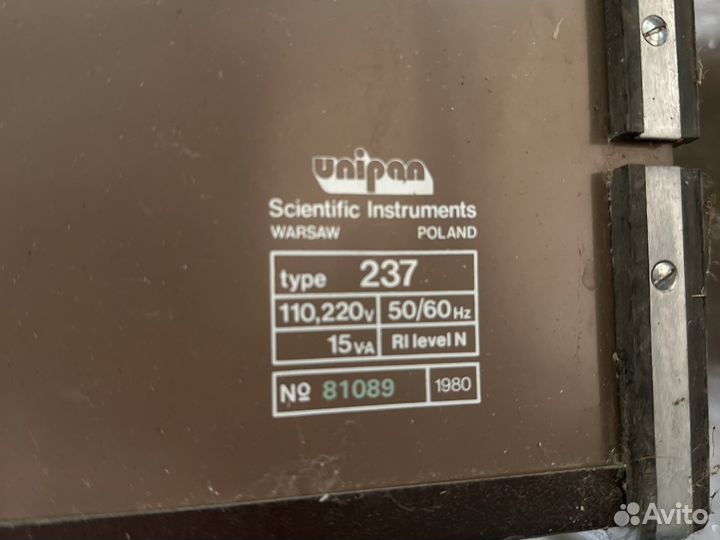 unipan
Scientific Instruments
WARSAW POLAND
type 237
110,220V 50/60Hz
15VA RI level N
Nº 81089 1980
Avito